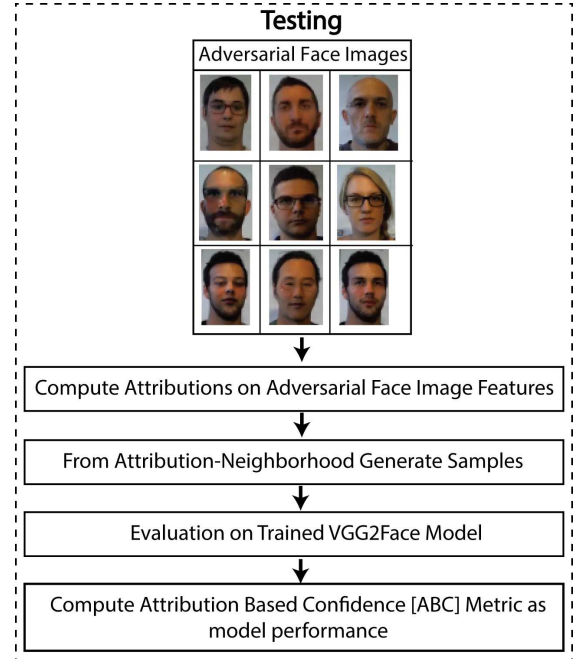 Testing
Adversarial Face Images
Compute Attributions on Adversarial Face Image Features
From Attribution-Neighborhood Generate Samples
Evaluation on Trained VGG2Face Model
Compute Attribution Based Confidence [ABC] Metric as
model performance